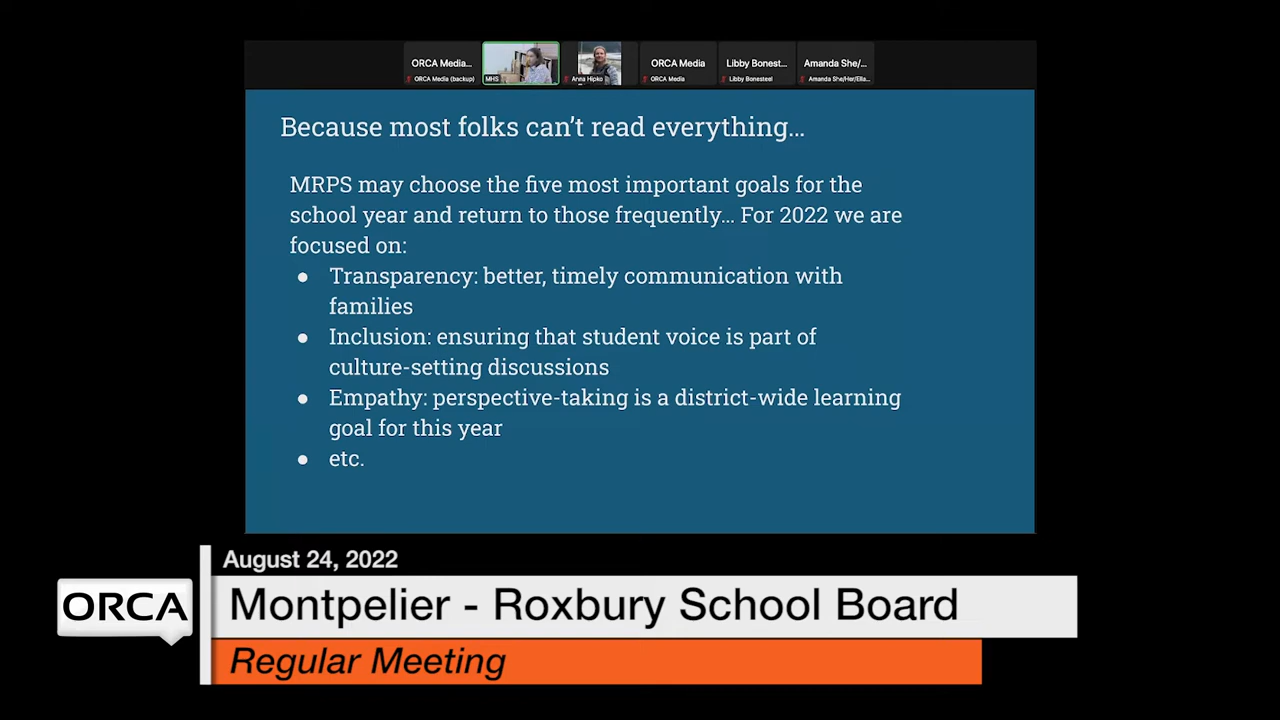 ORCA Media... ORCA Media Libby Bonest... Amanda She/...
ORCA Media (backup) MHS Anna Hipko ORCA Media Libby Bonesteel Amanda She/Her/Ella...
Because most folks can't read everything...
MRPS may choose the five most important goals for the
school year and return to those frequently... For 2022 we are
focused on:
● Transparency: better, timely communication with
families
● Inclusion: ensuring that student voice is part of
culture-setting discussions
● Empathy: perspective-taking is a district-wide learning
goal for this year
● etc.
August 24, 2022
ORCA
Montpelier - Roxbury School Board
Regular Meeting